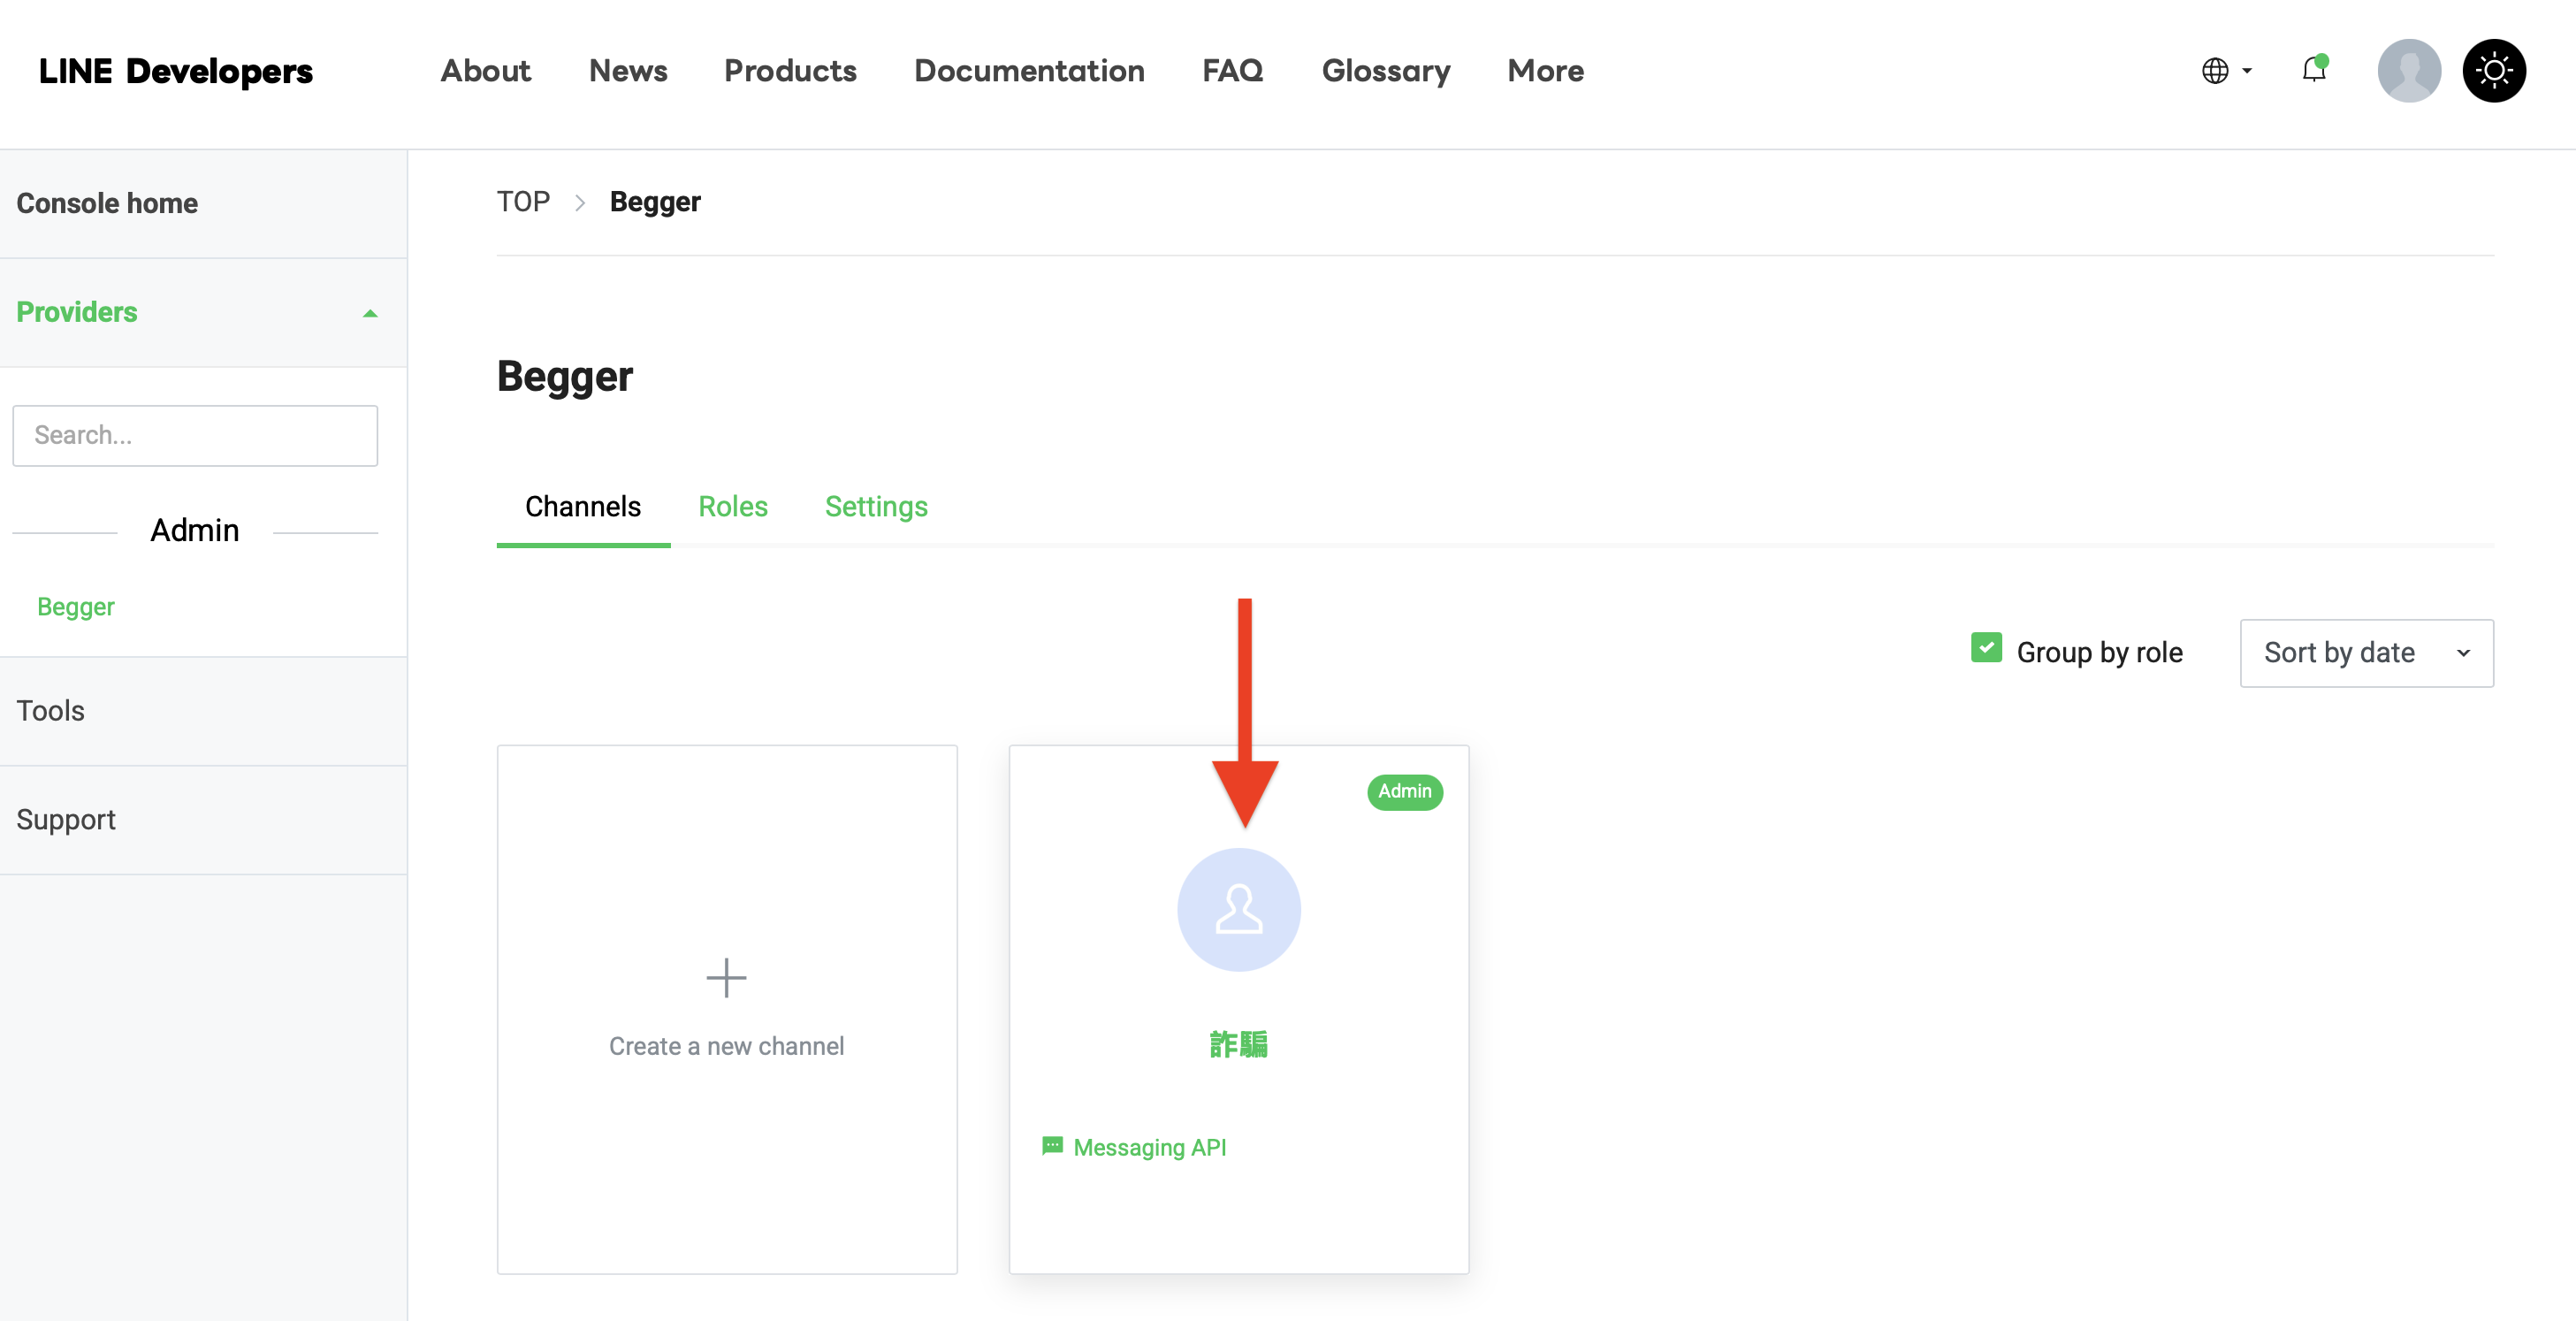 LINE Developers
About
News
Products
Documentation
FAQ
Glossary
More
Console home
Providers
Search...
Admin
Begger
Tools
Support
TOP > Begger
Begger
Channels
Roles
Settings
Group by role
Sort by date
Create a new channel
Admin
詐騙
Messaging API